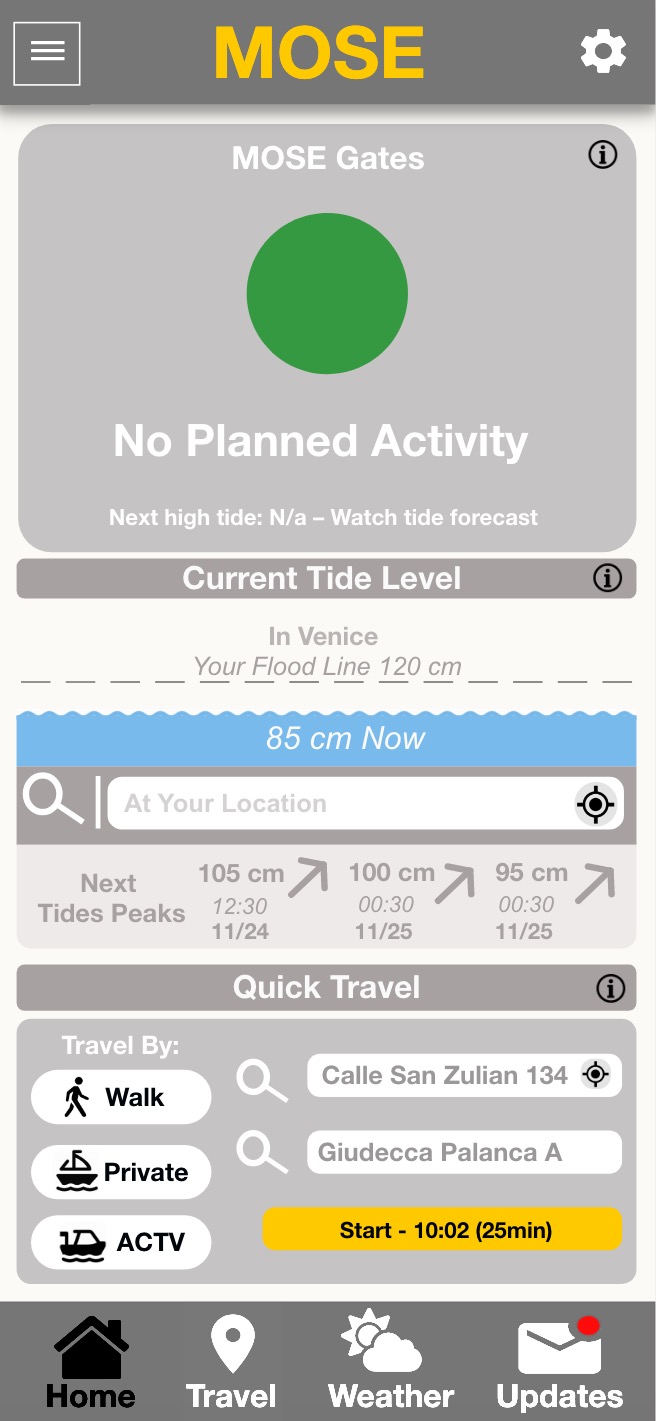 MOSE
MOSE Gates
No Planned Activity
Next high tide: N/a – Watch tide forecast
Current Tide Level
In Venice
Your Flood Line 120 cm
85 cm Now
At Your Location
Next
Tides Peaks
105 cm
12:30
11/24
100 cm
00:30
11/25
95 cm
00:30
11/25
Quick Travel
Travel By:
Walk
Private
ACTV
Calle San Zulian 134
Giudecca Palanca A
Start - 10:02 (25min)
Home
Travel
Weather
Updates